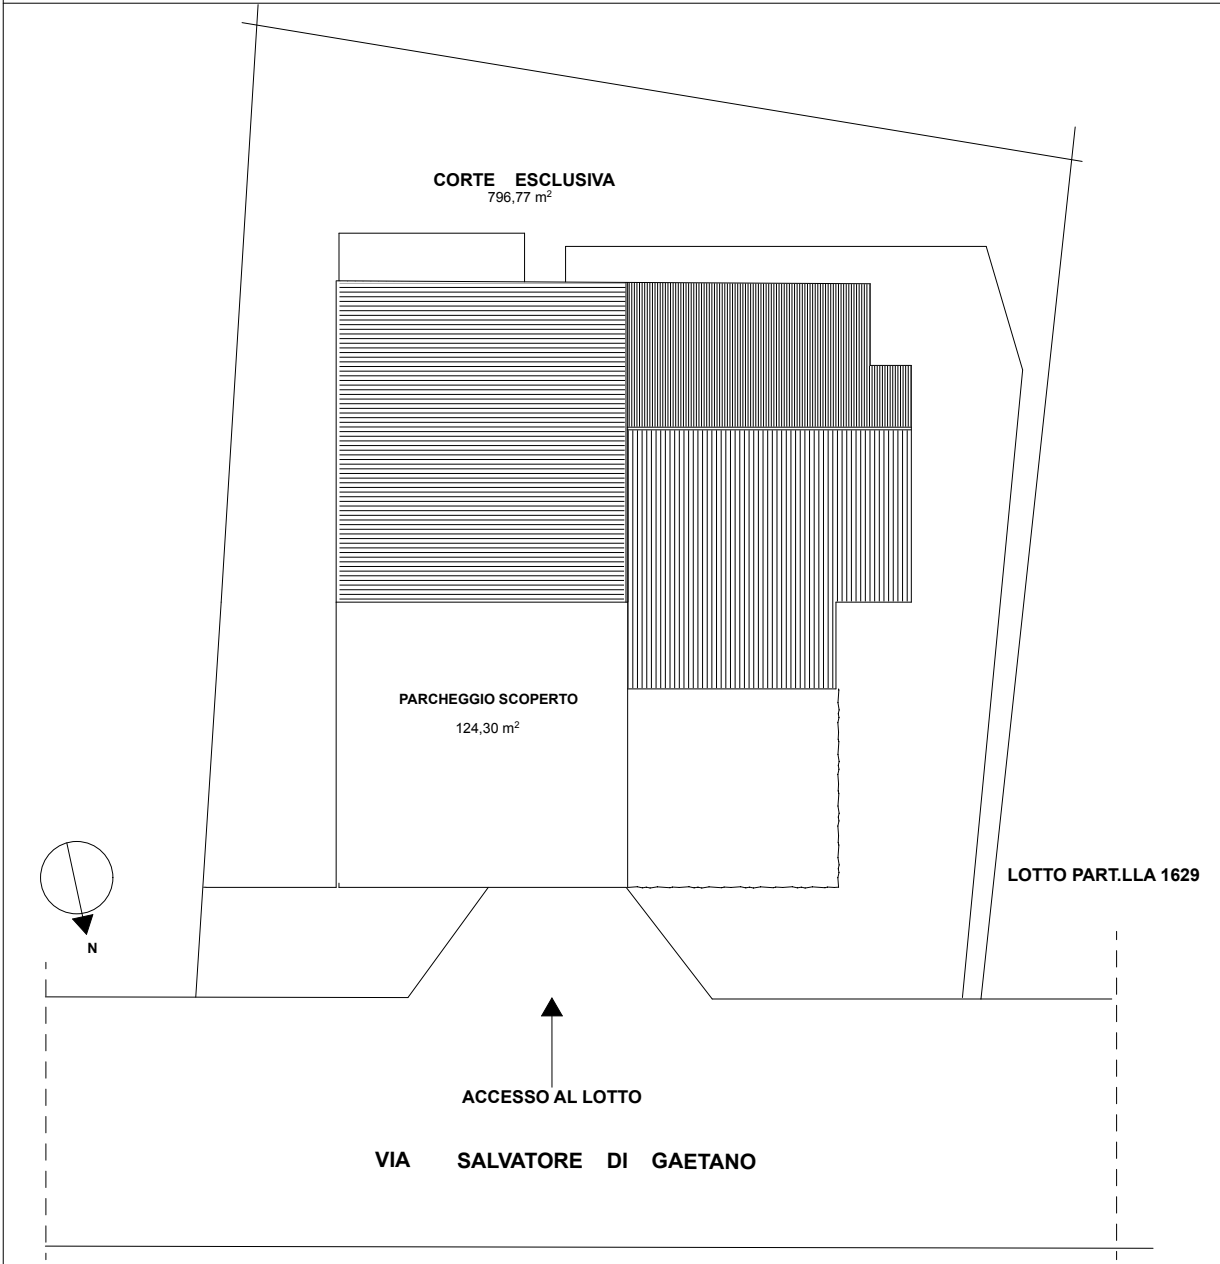 CORTE ESCLUSIVA
796,77 m²
PARCHEGGIO SCOPERTO
124,30 m²
LOTTO PART.LLA 1629
N
ACCESSO AL LOTTO
VIA SALVATORE DI GAETANO